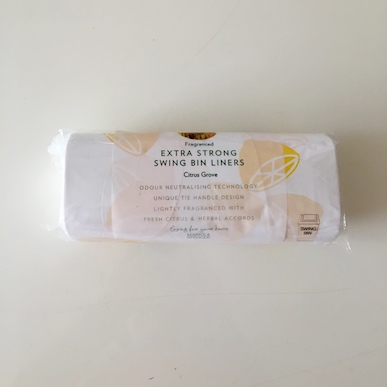 Fragranced
EXTRA STRONG
SWING BIN LINERS
Citrus Grove
ODOUR NEUTRALISING TECHNOLOGY
UNIQUE TIE HANDLE DESIGN
LIGHTLY FRAGRANCED WITH
FRESH CITRUS & HERBAL ACCORDS
SWING